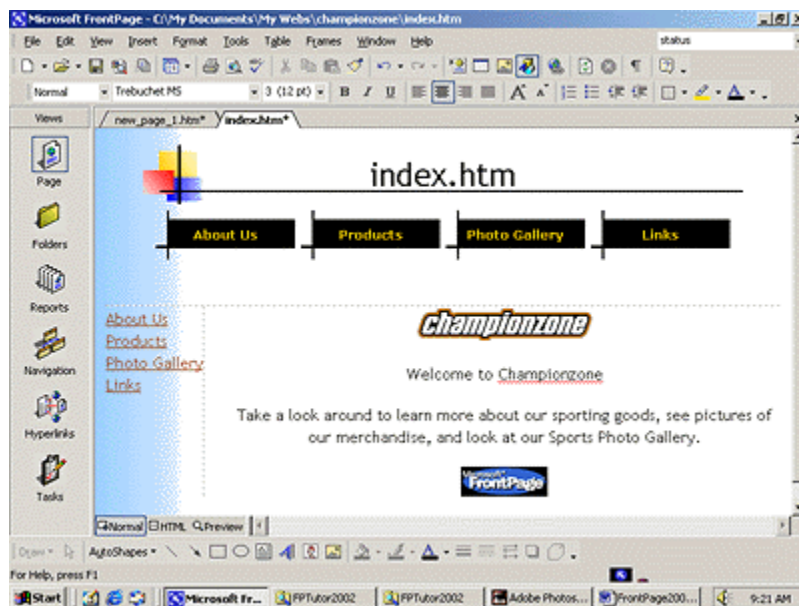 Microsoft FrontPage - C:\My Documents\My Webs\championzone\index.htm
File Edit View Insert Format Tools Table Frames Window Help status
Normal Trebuchet MS 3 (12 pt) B I U A A A
Views new_page_1.htm* index.htm*
Page
Folders
Reports
Navigation
Hyperlinks
Tasks
index.htm
About Us Products Photo Gallery Links
About Us
Products
Photo Gallery
Links
championzone
Welcome to Championzone
Take a look around to learn more about our sporting goods, see pictures of
our merchandise, and look at our Sports Photo Gallery.
Microsoft
FrontPage
Normal HTML Preview
Draw AutoShapes A
For Help, press F1
Start Microsoft Fr... FPTutor2002 FPTutor2002 Adobe Photos... FrontPage200... 9:21 AM